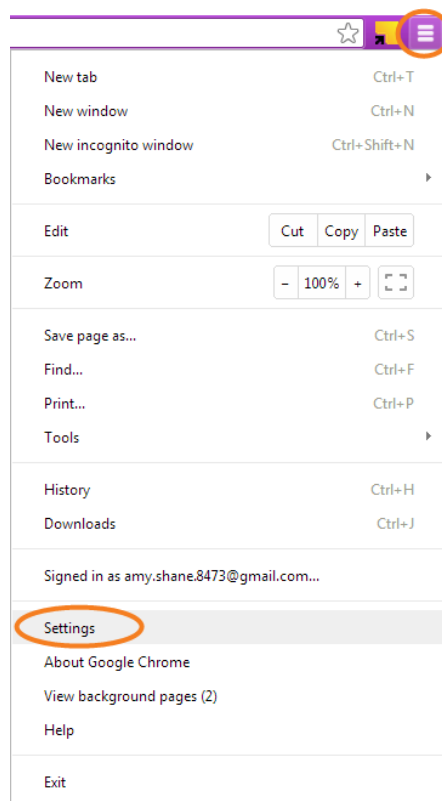 New tab Ctrl+T
New window Ctrl+N
New incognito window Ctrl+Shift+N
Bookmarks
Edit Cut Copy Paste
Zoom - 100% +
Save page as... Ctrl+S
Find... Ctrl+F
Print... Ctrl+P
Tools
History Ctrl+H
Downloads Ctrl+J
Signed in as amy.shane.8473@gmail.com...
Settings
About Google Chrome
View background pages (2)
Help
Exit